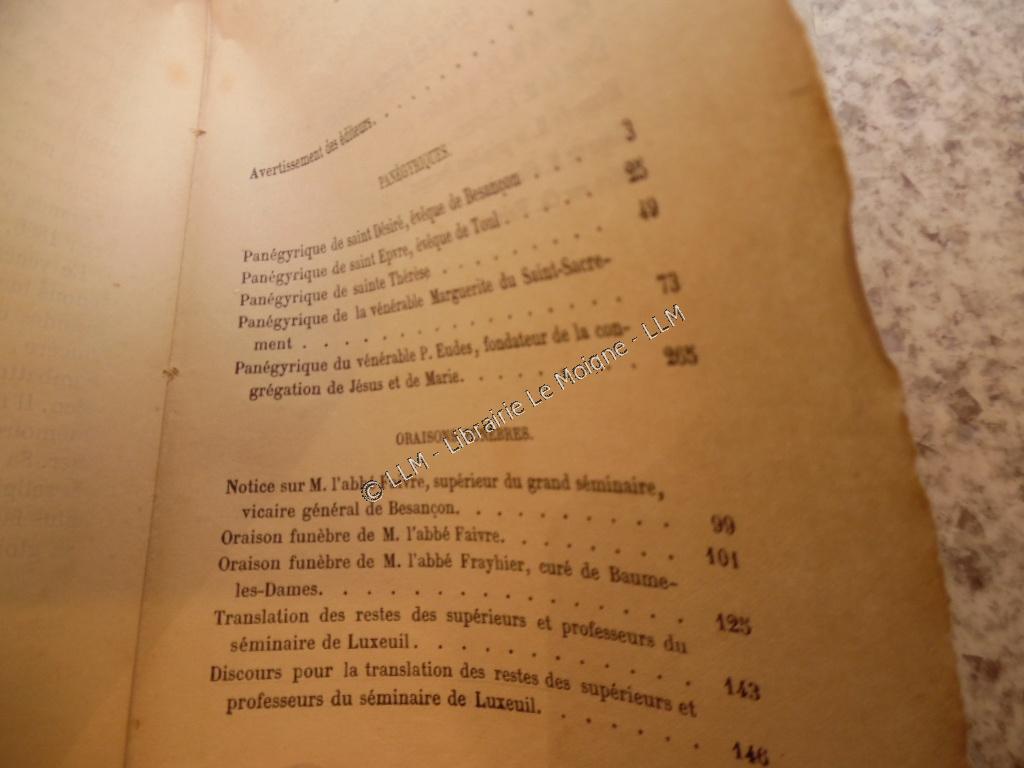 Avertissement des éditeurs. . . . . . . . .
PANÉGYRIQUES.
Panégyrique de saint Désiré, évêque de Besançon . . . . 3
Panégyrique de saint Epvre, évêque de Toul . . . . . 25
Panégyrique de sainte Thérèse . . . . . . . . 49
Panégyrique de la vénérable Marguerite du Saint-Sacre-
ment . . . . . . . . . . . . . 73
Panégyrique du vénérable P. Eudes, fondateur de la con-
grégation de Jésus et de Marie. . . . . . . . 265
ORAISONS FUNÈBRES.
Notice sur M. l'abbé Faivre, supérieur du grand séminaire,
vicaire général de Besançon. . . . . . . . . 99
Oraison funèbre de M. l'abbé Faivre. . . . . . . . 101
Oraison funèbre de M. l'abbé Frayhier, curé de Baume-
les-Dames. . . . . . . . . . . . . . 125
Translation des restes des supérieurs et professeurs du
séminaire de Luxeuil . . . . . . . . . . 143
Discours pour la translation des restes des supérieurs et
professeurs du séminaire de Luxeuil. . . . . . . 146
© LLM - Librairie Le Moigne - LLM